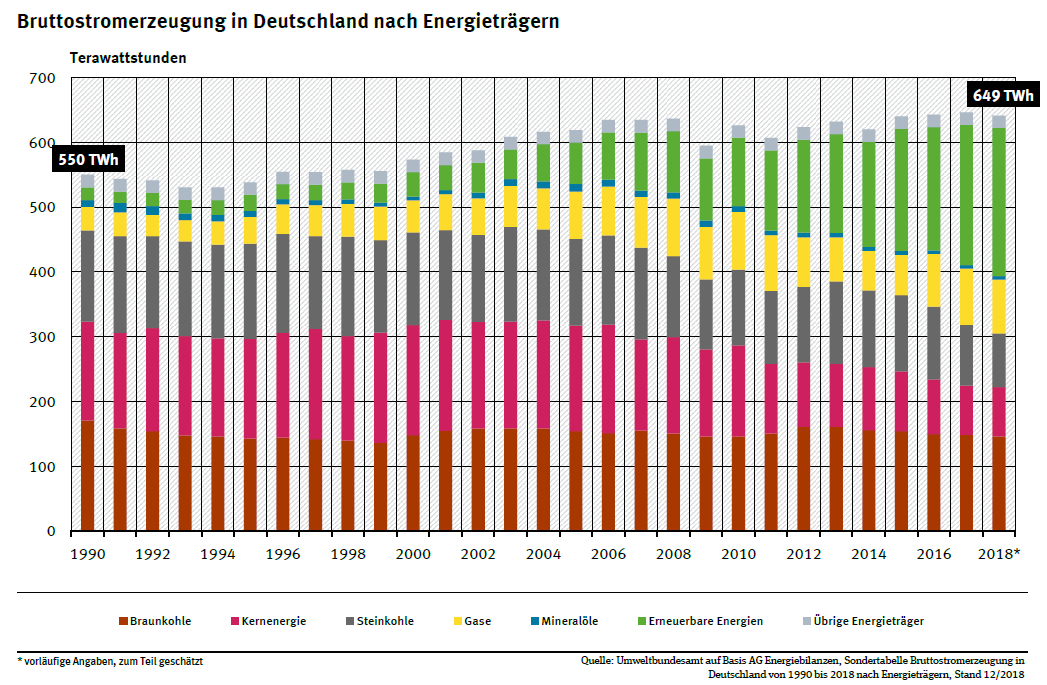 Bruttostromerzeugung in Deutschland nach Energieträgern
Terawattstunden
700
649 TWh
600
550 TWh
500
400
300
200
100
0
1990 1992 1994 1996 1998 2000 2002 2004 2006 2008 2010 2012 2014 2016 2018*
Braunkohle Kernenergie Steinkohle Gase Mineralöle Erneuerbare Energien Übrige Energieträger
* vorläufige Angaben, zum Teil geschätzt
Quelle: Umweltbundesamt auf Basis AG Energiebilanzen, Sondertabelle Bruttostromerzeugung in
Deutschland von 1990 bis 2018 nach Energieträgern, Stand 12/2018